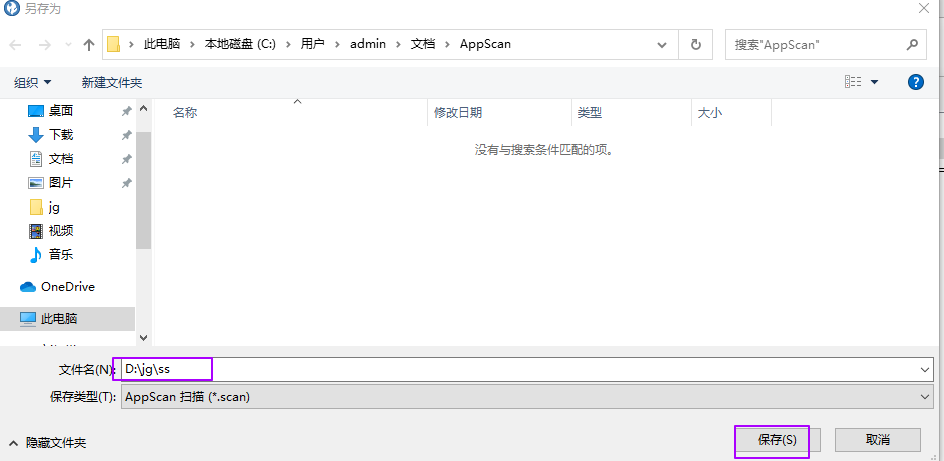 另存为
此电脑 > 本地磁盘 (C:) > 用户 > admin > 文档 > AppScan
搜索"AppScan"
组织 新建文件夹
名称 修改日期 类型 大小
没有与搜索条件匹配的项。
桌面
下载
文档
图片
jg
视频
音乐
OneDrive
此电脑
文件名(N): D:\jg\ss
保存类型(T): AppScan 扫描 (*.scan)
隐藏文件夹
保存(S) 取消